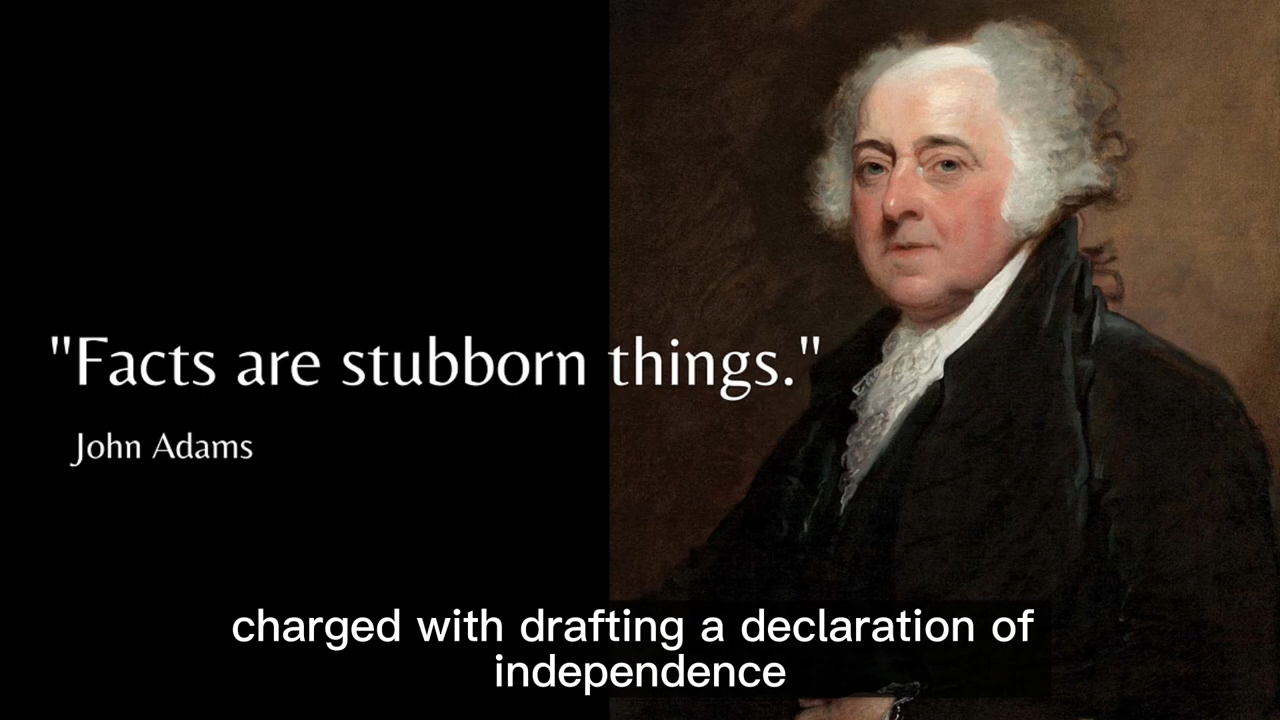 "Facts are stubborn things."
John Adams
charged with drafting a declaration of
independence